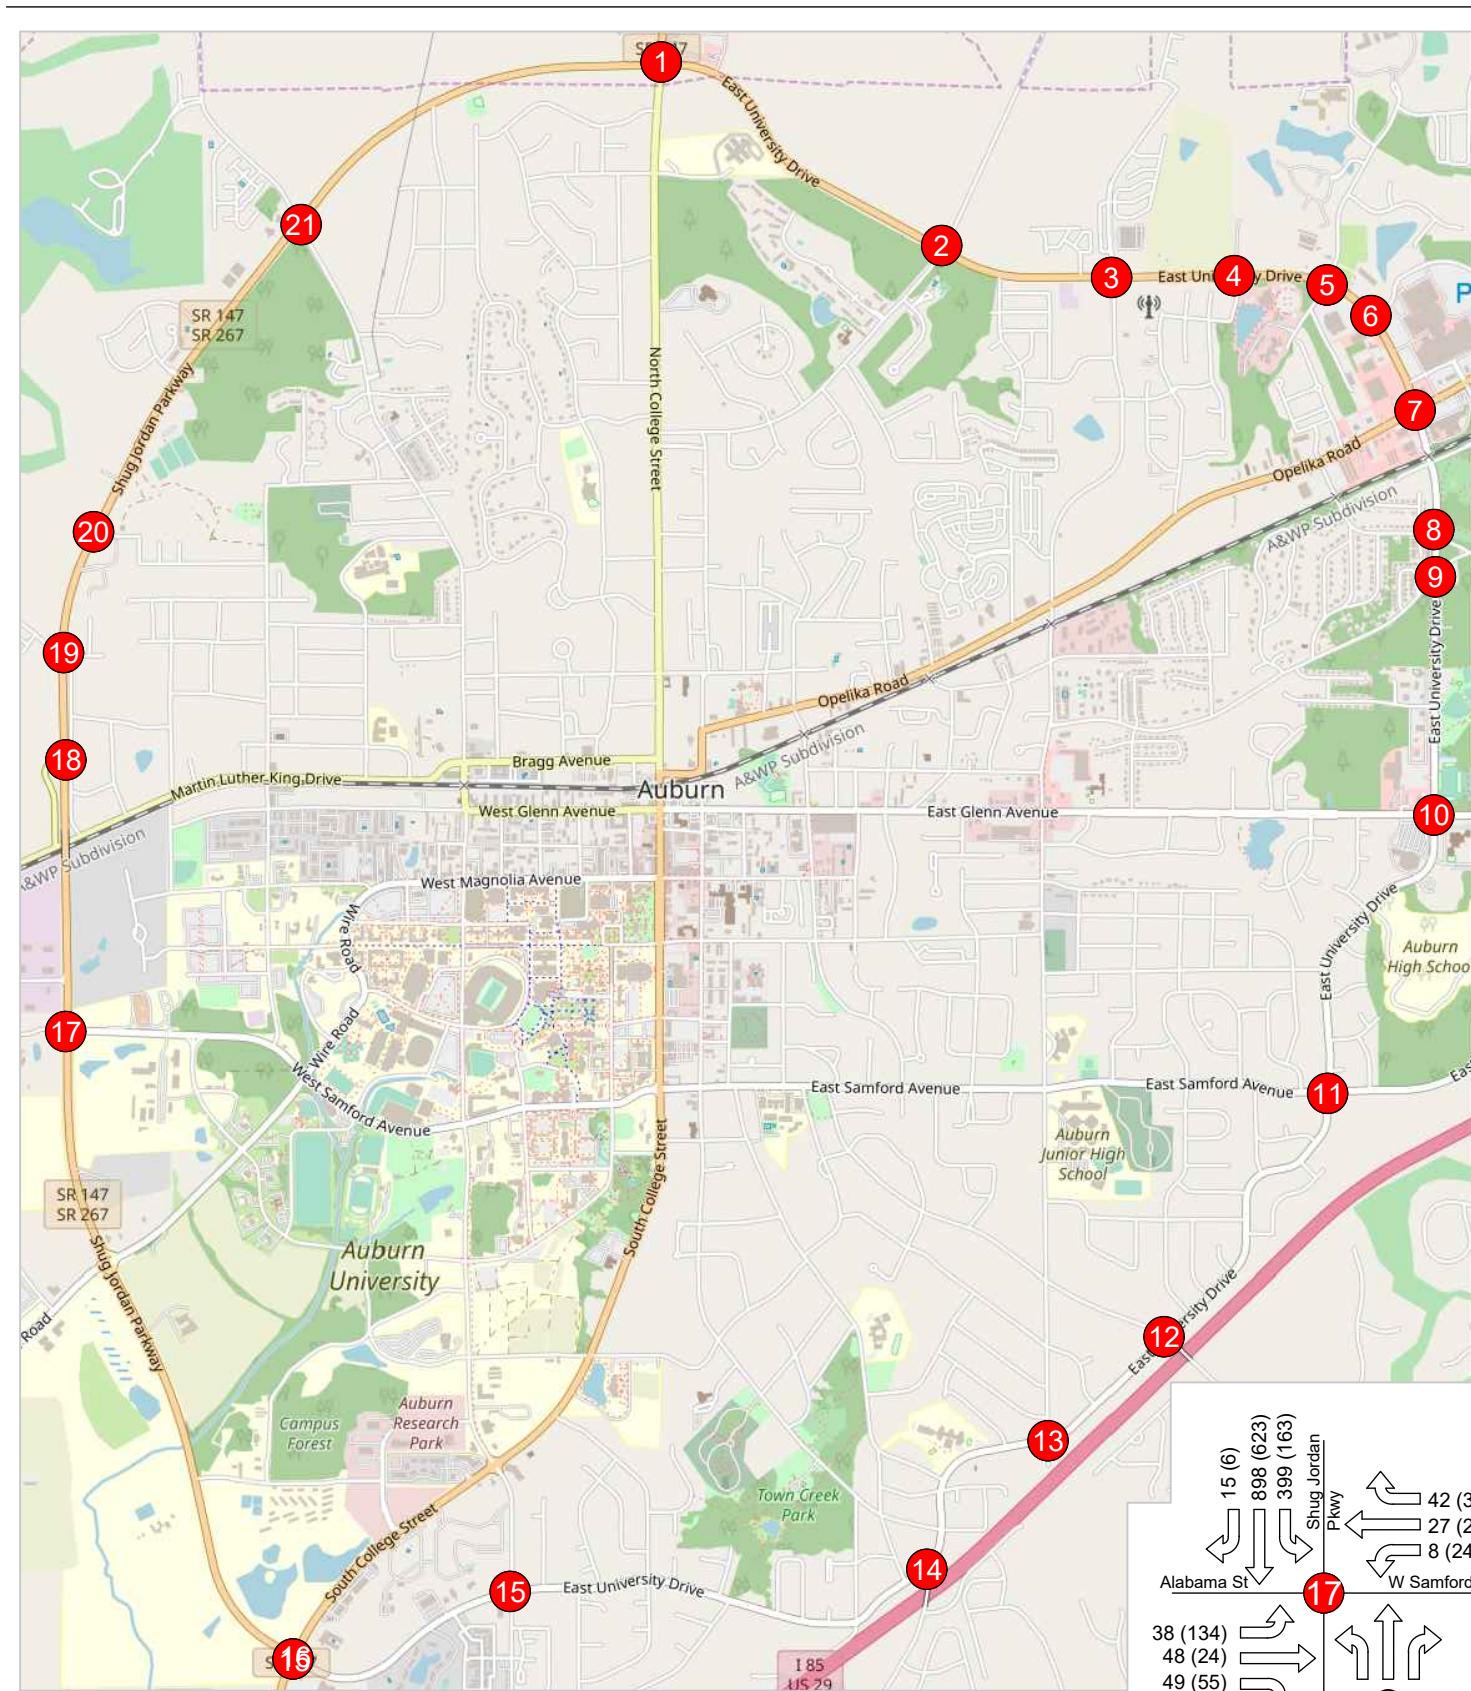 1
East University Drive
21
2
3
East Uni
4
y Drive
5
6
P
SR 147
SR 267
North College Street
7
Shug Jordan Parkway
Opelika Road
A&WP Subdivision
20
8
9
19
East University Drive
Opelika Road
18
Bragg Avenue
A&WP Subdivision
Martin Luther King Drive
Auburn
West Glenn Avenue
East Glenn Avenue
10
A&WP Subdivision
West Magnolia Avenue
Wire Road
East University Drive
Auburn
High Schoo
17
Wire Road
West Samford Avenue
East Samford Avenue
East Samford Avenue
11
Eas
Auburn
Junior High
School
SR 147
SR 267
South College Street
Auburn
University
Shug Jordan Parkway
Road
12
Eas
ersity Drive
Auburn
Research
Park
Campus
Forest
13
Town Creek
Park
South College Street
14
15
East University Drive
16
I 85
US 29
15 (6)
898 (623)
399 (163)
Shug Jordan
Pkwy
42 (3
27 (2
8 (24
Alabama St
17
W Samford
38 (134)
48 (24)
49 (55)